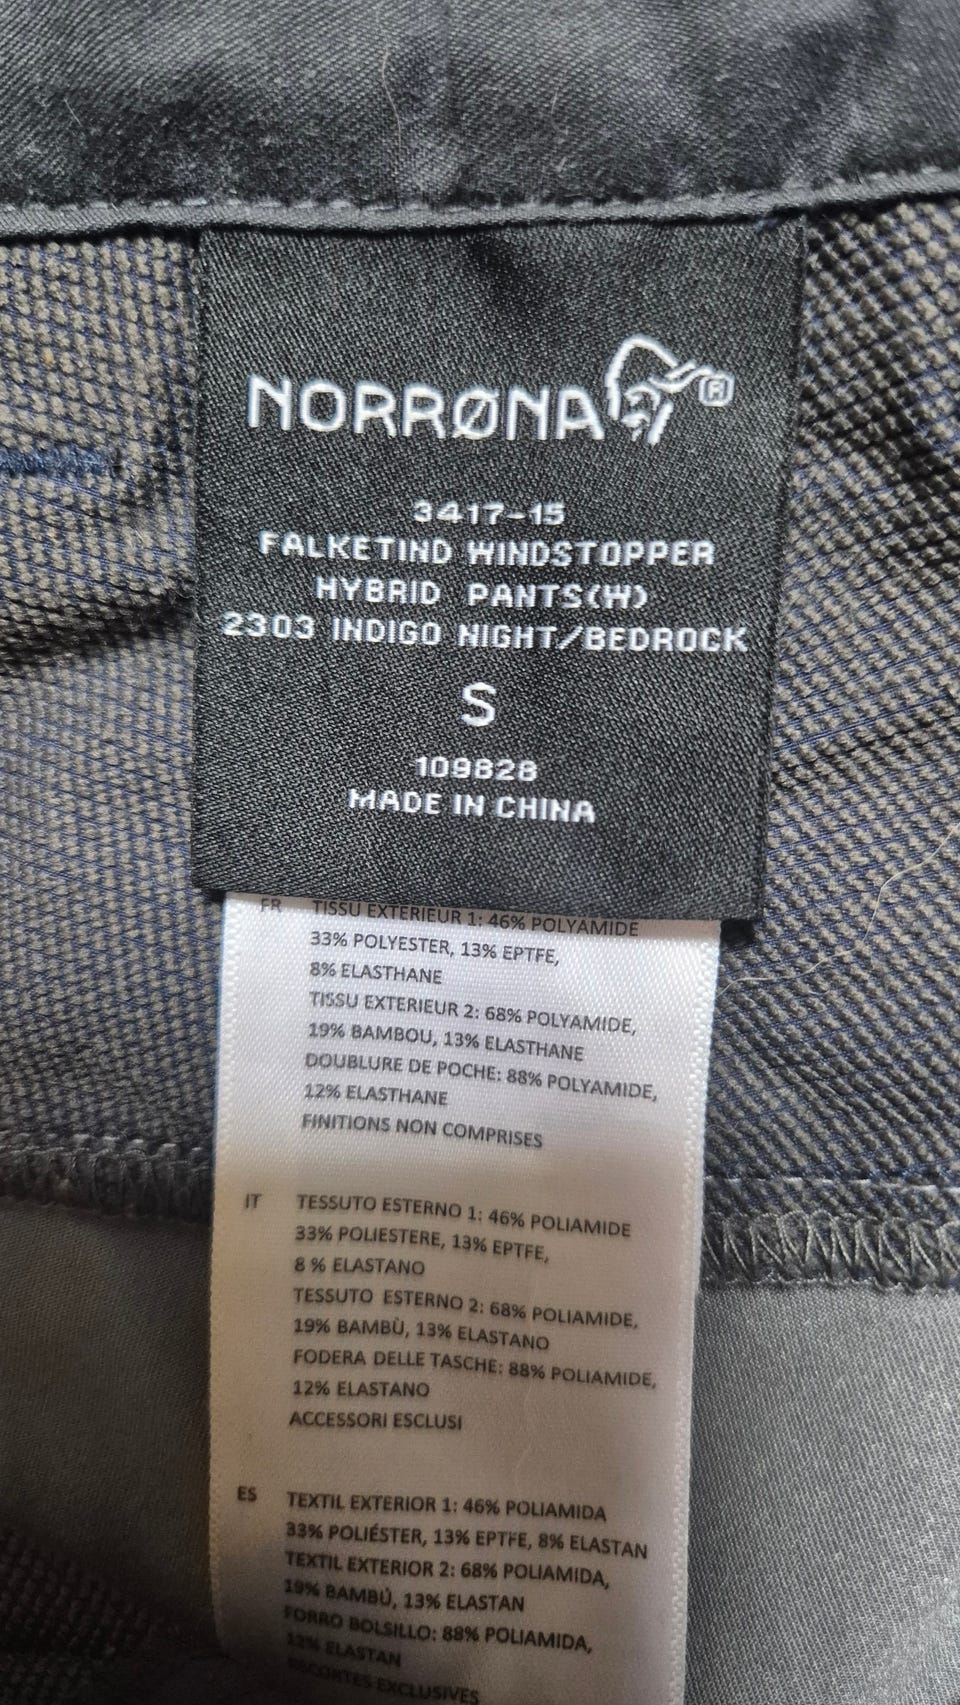 NORRØNA ®
3417-15
FALKETIND WINDSTOPPER
HYBRID PANTS(W)
2303 INDIGO NIGHT/BEDROCK
S
109828
MADE IN CHINA
FR TISSU EXTERIEUR 1: 46% POLYAMIDE
33% POLYESTER, 13% EPTFE,
8% ELASTHANE
TISSU EXTERIEUR 2: 68% POLYAMIDE,
19% BAMBOU, 13% ELASTHANE
DOUBLURE DE POCHE: 88% POLYAMIDE,
12% ELASTHANE
FINITIONS NON COMPRISES
IT TESSUTO ESTERNO 1: 46% POLIAMIDE
33% POLIESTERE, 13% EPTFE,
8 % ELASTANO
TESSUTO ESTERNO 2: 68% POLIAMIDE,
19% BAMBÙ, 13% ELASTANO
FODERA DELLE TASCHE: 88% POLIAMIDE,
12% ELASTANO
ACCESSORI ESCLUSI
ES TEXTIL EXTERIOR 1: 46% POLIAMIDA
33% POLIÉSTER, 13% EPTFE, 8% ELASTAN
TEXTIL EXTERIOR 2: 68% POLIAMIDA,
19% BAMBÚ, 13% ELASTAN
FORRO BOLSILLO: 88% POLIAMIDA,
12% ELASTAN
EXCLUSIVES